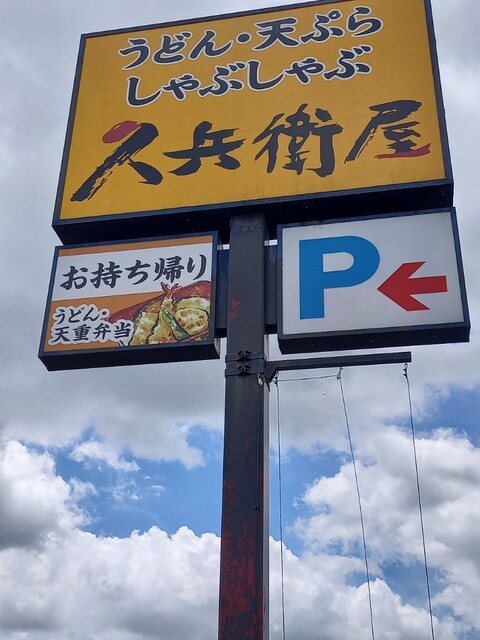 うどん・天ぷら
しゃぶしゃぶ
久兵衛屋
お持ち帰り
うどん・
天重弁当
P